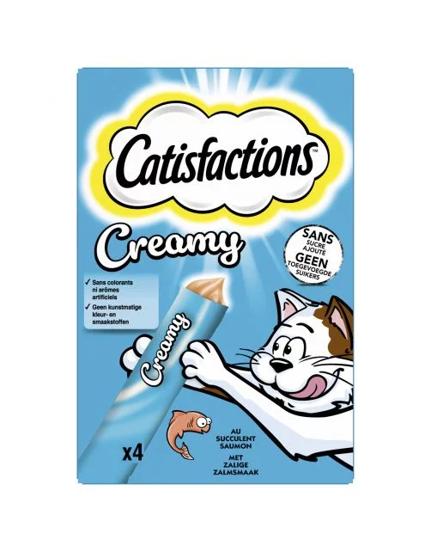 Catisfactions™
Creamy
SANS
SUCRE
AJOUTÉ
GEEN
TOEGEVOEGDE
SUIKERS
✓ Sans colorants
ni arômes
artificiels
✓ Geen kunstmatige
kleur- en
smaakstoffen
Creamy
x4
AU
SUCCULENT
SAUMON
MET
ZALIGE
ZALMSMAAK